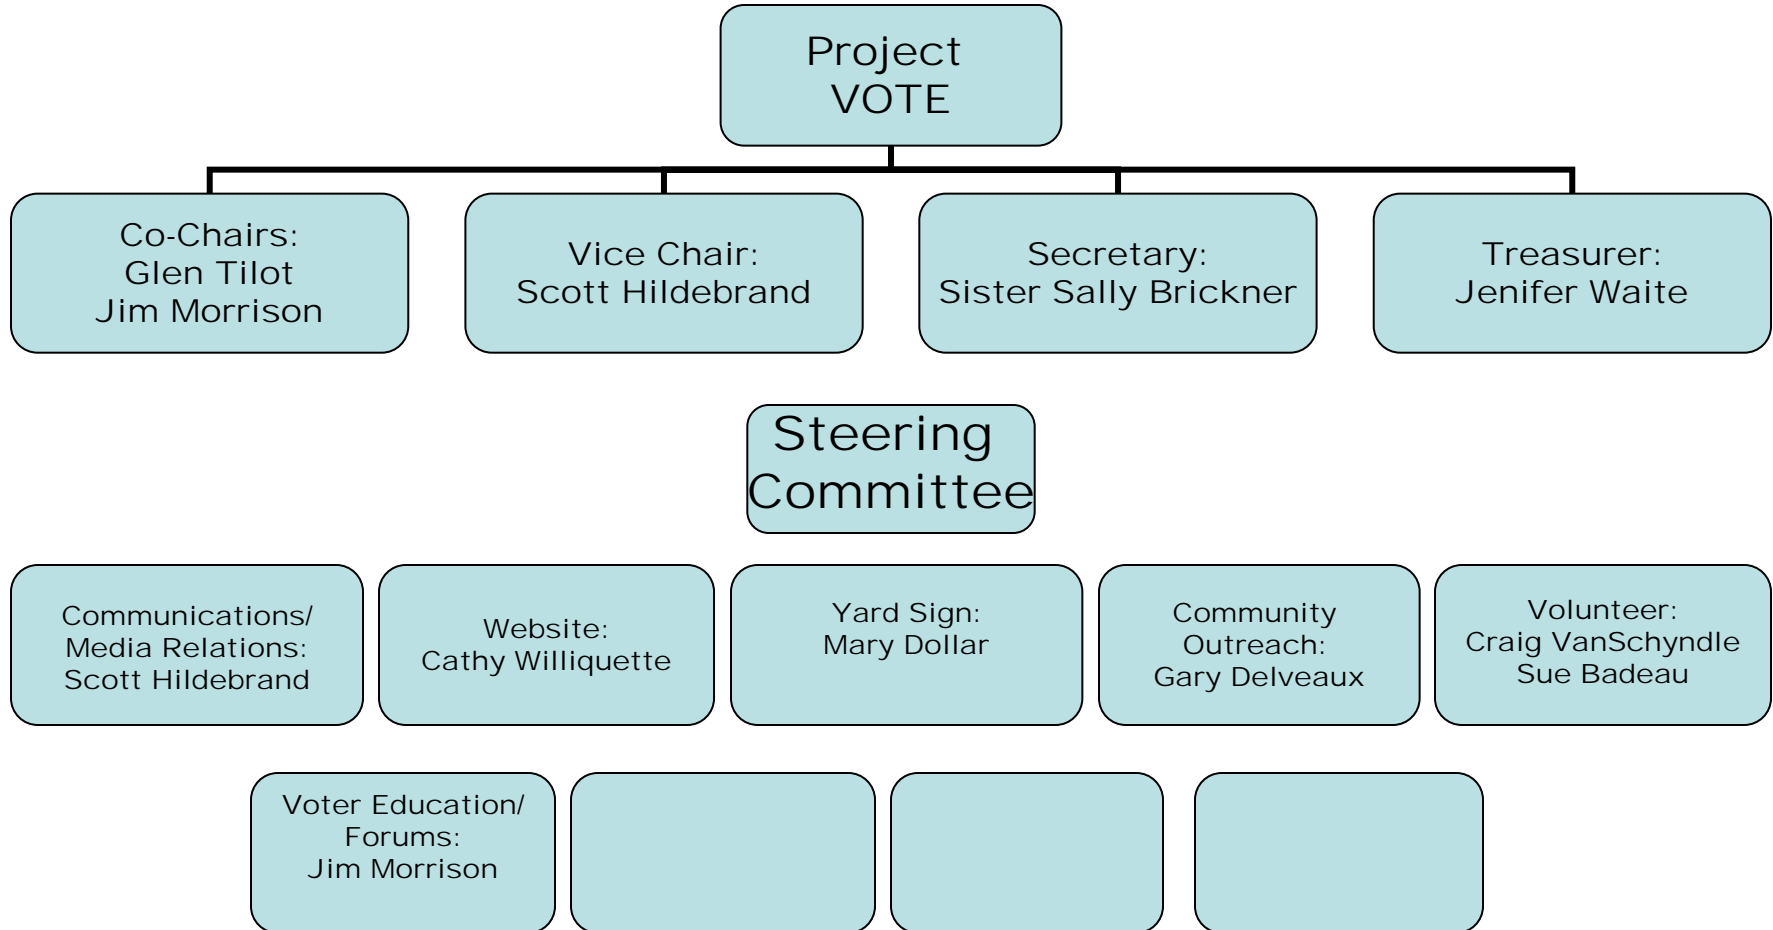 Project
VOTE
Co-Chairs:
Glen Tilot
Jim Morrison
Vice Chair:
Scott Hildebrand
Secretary:
Sister Sally Brickner
Treasurer:
Jenifer Waite
Steering
Committee
Communications/
Media Relations:
Scott Hildebrand
Website:
Cathy Williquette
Yard Sign:
Mary Dollar
Community
Outreach:
Gary Delveaux
Volunteer:
Craig VanSchyndle
Sue Badeau
Voter Education/
Forums:
Jim Morrison